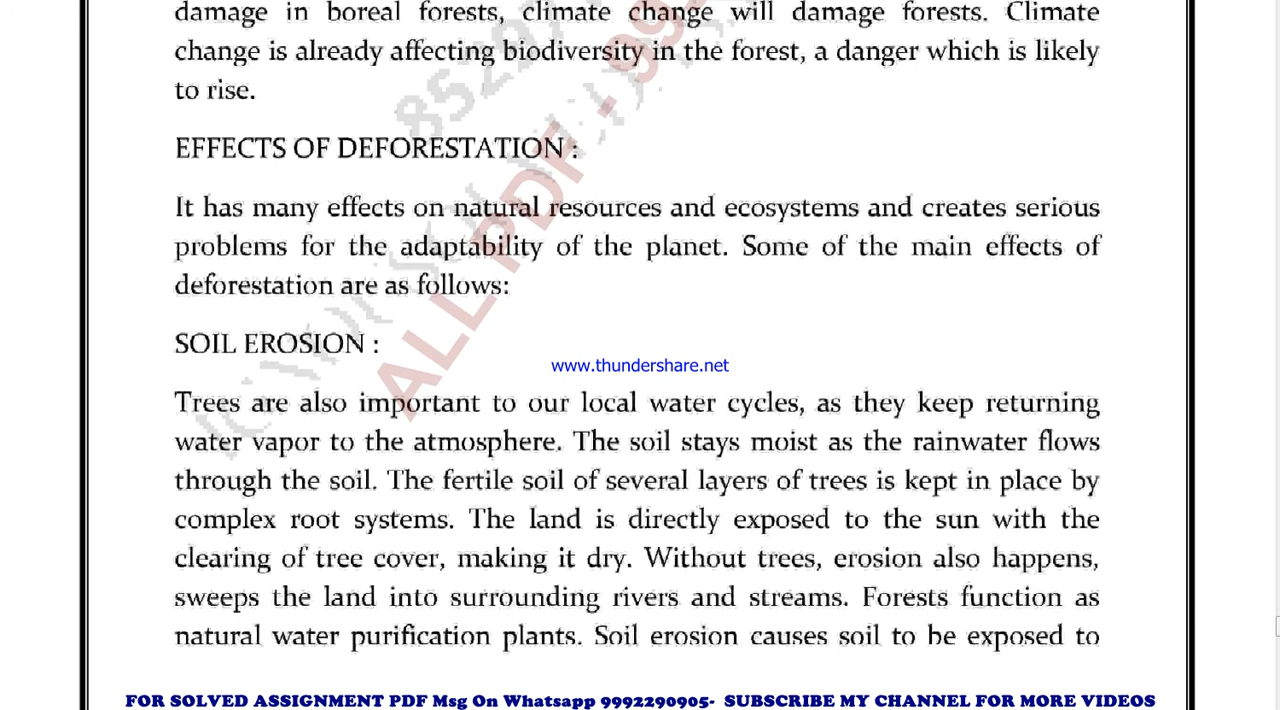 damage in boreal forests, climate change will damage forests. Climate
change is already affecting biodiversity in the forest, a danger which is likely
to rise.
EFFECTS OF DEFORESTATION :
It has many effects on natural resources and ecosystems and creates serious
problems for the adaptability of the planet. Some of the main effects of
deforestation are as follows:
SOIL EROSION :
www.thundershare.net
Trees are also important to our local water cycles, as they keep returning
water vapor to the atmosphere. The soil stays moist as the rainwater flows
through the soil. The fertile soil of several layers of trees is kept in place by
complex root systems. The land is directly exposed to the sun with the
clearing of tree cover, making it dry. Without trees, erosion also happens,
sweeps the land into surrounding rivers and streams. Forests function as
natural water purification plants. Soil erosion causes soil to be exposed to
ALL PDF
FOR SOLVED ASSIGNMENT PDF Msg On Whatsapp 9992290905- SUBSCRIBE MY CHANNEL FOR MORE VIDEOS